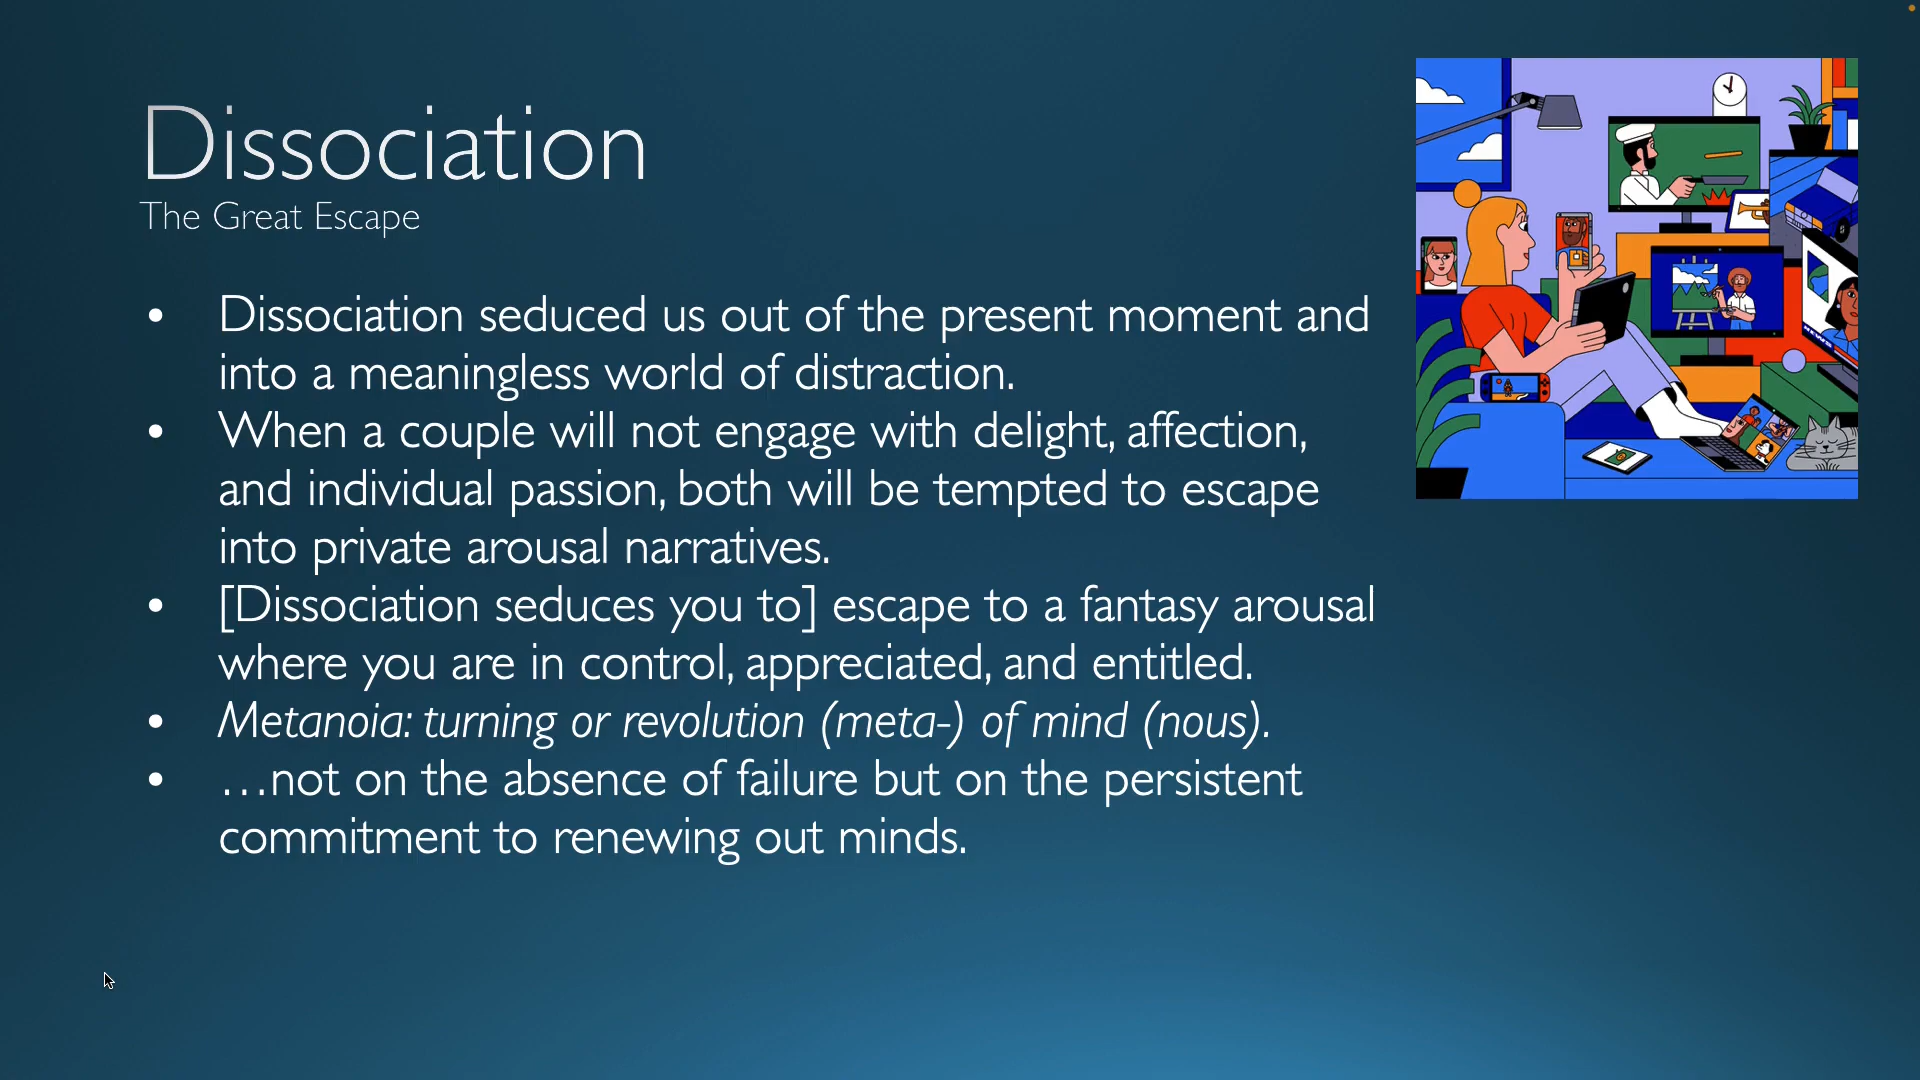 Dissociation
The Great Escape
• Dissociation seduced us out of the present moment and
into a meaningless world of distraction.
• When a couple will not engage with delight, affection,
and individual passion, both will be tempted to escape
into private arousal narratives.
• [Dissociation seduces you to] escape to a fantasy arousal
where you are in control, appreciated, and entitled.
• Metanoia: turning or revolution (meta-) of mind (nous).
• …not on the absence of failure but on the persistent
commitment to renewing out minds.
NEWS